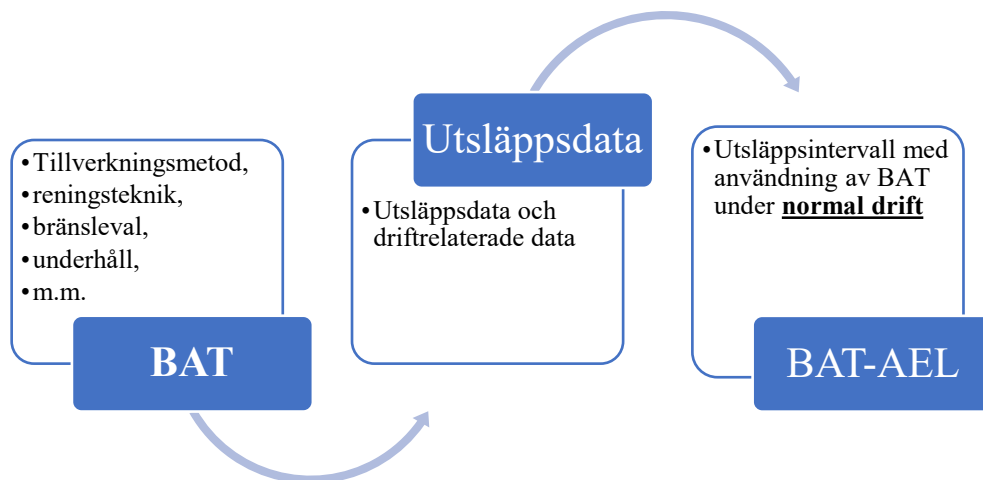 •Tillverkningsmetod,
•reningsteknik,
•bränsleval,
•underhåll,
•m.m.
BAT
Utsläppsdata
•Utsläppsdata och
driftrelaterade data
•Utsläppsintervall med
användning av BAT
under normal drift
BAT-AEL